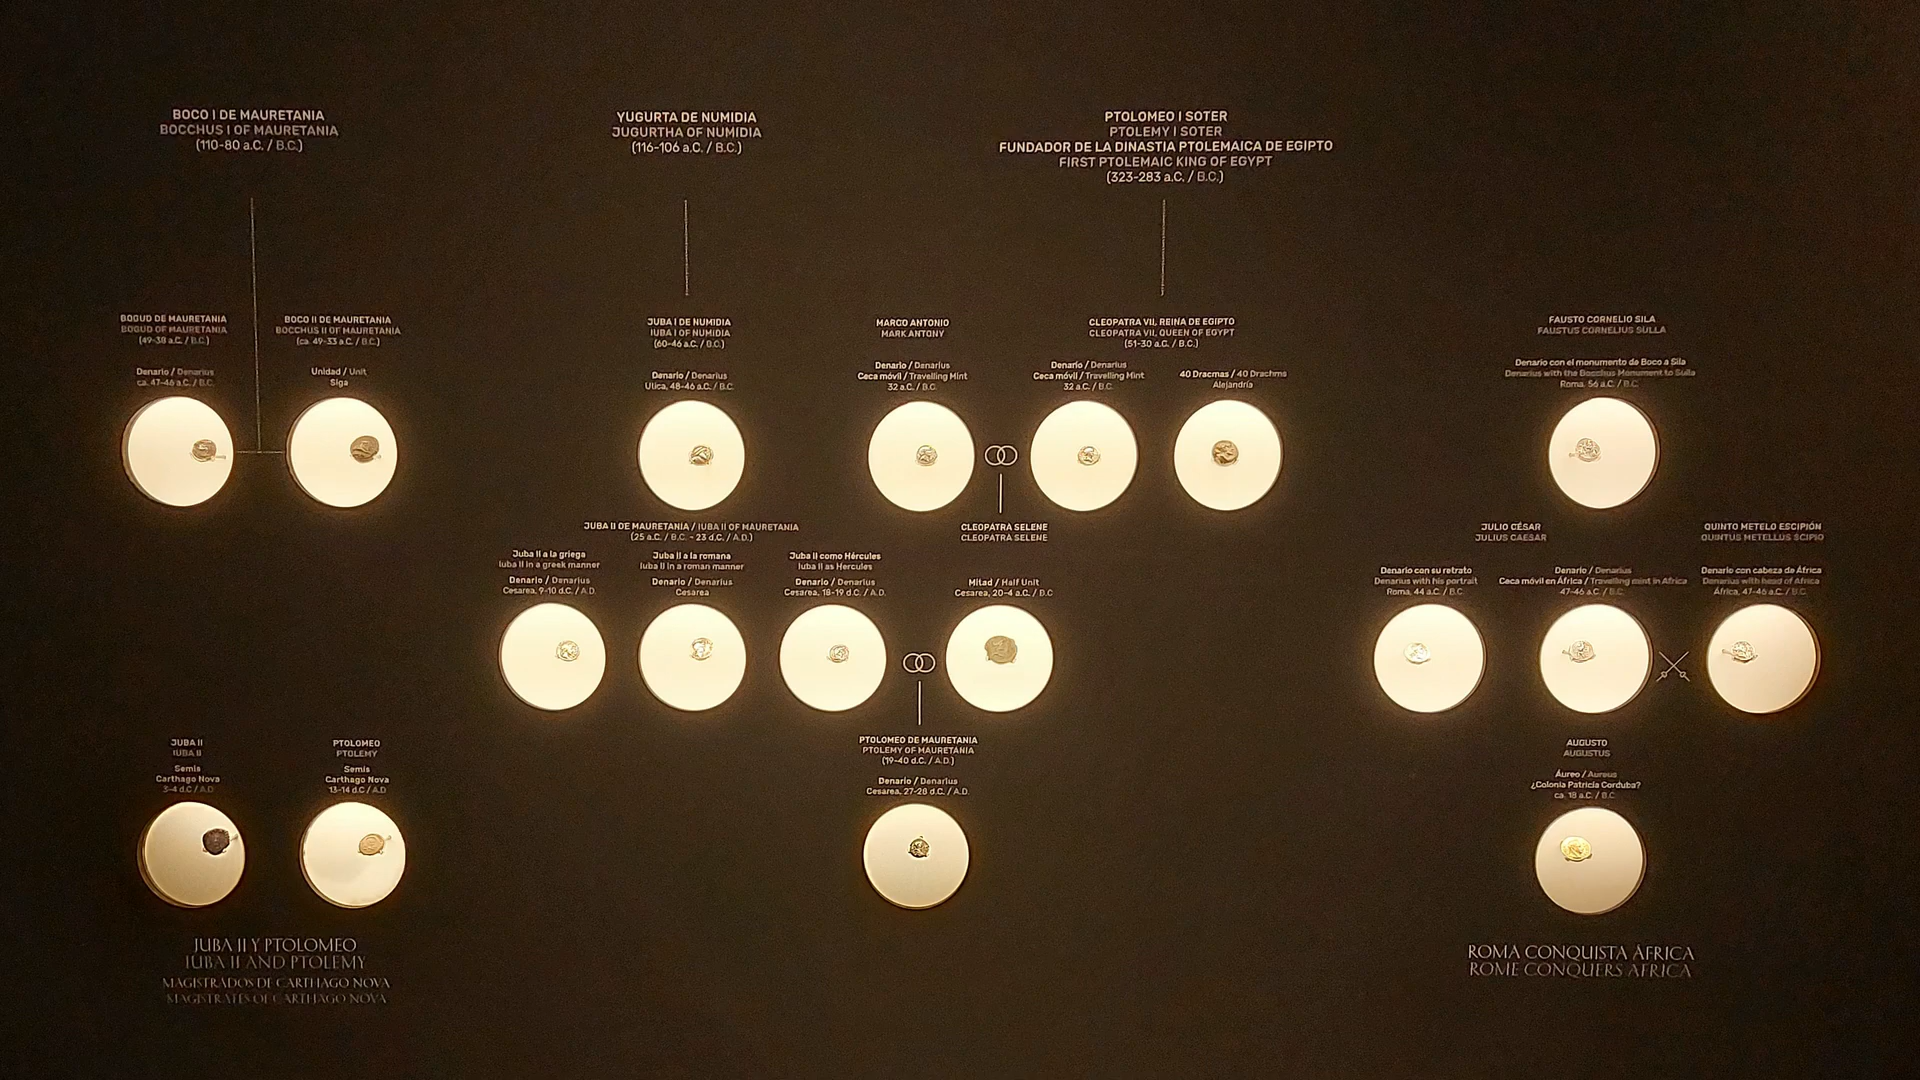 BOCO I DE MAURETANIA
BOCCHUS I OF MAURETANIA
(110-80 a.C. / B.C.)
YUGURTA DE NUMIDIA
JUGURTHA OF NUMIDIA
(116-106 a.C. / B.C.)
PTOLOMEO I SOTER
PTOLEMY I SOTER
FUNDADOR DE LA DINASTIA PTOLEMAICA DE EGIPTO
FIRST PTOLEMAIC KING OF EGYPT
(323-283 a.C. / B.C.)
BOGUD DE MAURETANIA
BOGUD OF MAURETANIA
(49-38 a.C. / B.C.)
Denario / Denarius
ca. 47-46 a.C. / B.C.
BOCO II DE MAURETANIA
BOCCHUS II OF MAURETANIA
(ca. 49-33 a.C. / B.C.)
Unidad / Unit
Siga
JUBA I DE NUMIDIA
IUBA I OF NUMIDIA
(60-46 a.C. / B.C.)
Denario / Denarius
Utica, 48-46 a.C. / B.C.
MARCO ANTONIO
MARK ANTONY
Denario / Denarius
Ceca móvil / Travelling Mint
32 a.C. / B.C.
CLEOPATRA VII, REINA DE EGIPTO
CLEOPATRA VII, QUEEN OF EGYPT
(51-30 a.C. / B.C.)
Denario / Denarius
Ceca móvil / Travelling Mint
32 a.C. / B.C.
40 Dracmas / 40 Drachms
Alejandría
FAUSTO CORNELIO SILA
FAUSTUS CORNELIUS SULLA
Denario con el monumento de Boco a Sila
Denarius with the Bocchus Monument to Sulla
Roma, 56 a.C. / B.C.
JUBA II DE MAURETANIA / IUBA II OF MAURETANIA
(25 a.C. / B.C. - 23 d.C. / A.D.)
Juba II a la griega
Iuba II in a greek manner
Denario / Denarius
Cesarea, 9-10 d.C. / A.D.
Juba II a la romana
Iuba II in a roman manner
Denario / Denarius
Cesarea
Juba II como Hércules
Iuba II as Hercules
Denario / Denarius
Cesarea, 18-19 d.C. / A.D.
CLEOPATRA SELENE
CLEOPATRA SELENE
Mitad / Half Unit
Cesarea, 20-4 a.C. / B.C
JULIO CÉSAR
JULIUS CAESAR
Denario con su retrato
Denarius with his portrait
Roma, 44 a.C. / B.C.
Denario / Denarius
Ceca móvil en África / Travelling mint in Africa
47-46 a.C. / B.C.
QUINTO METELO ESCIPIÓN
QUINTUS METELLUS SCIPIO
Denario con cabeza de África
Denarius with head of Africa
África, 47-46 a.C. / B.C.
JUBA II
IUBA II
Semis
Carthago Nova
3-4 d.C / A.D
PTOLOMEO
PTOLEMY
Semis
Carthago Nova
13-14 d.C. / A.D
PTOLOMEO DE MAURETANIA
PTOLEMY OF MAURETANIA
(19-40 d.C. / A.D.)
Denario / Denarius
Cesarea, 27-28 d.C. / A.D.
AUGUSTO
AUGUSTUS
Áureo / Aureus
¿Colonia Patricia Corduba?
ca. 18 a.C. / B.C.
JUBA II Y PTOLOMEO
IUBA II AND PTOLEMY
MAGISTRADOS DE CARTHAGO NOVA
MAGISTRATES OF CARTHAGO NOVA
ROMA CONQUISTA ÁFRICA
ROME CONQUERS AFRICA